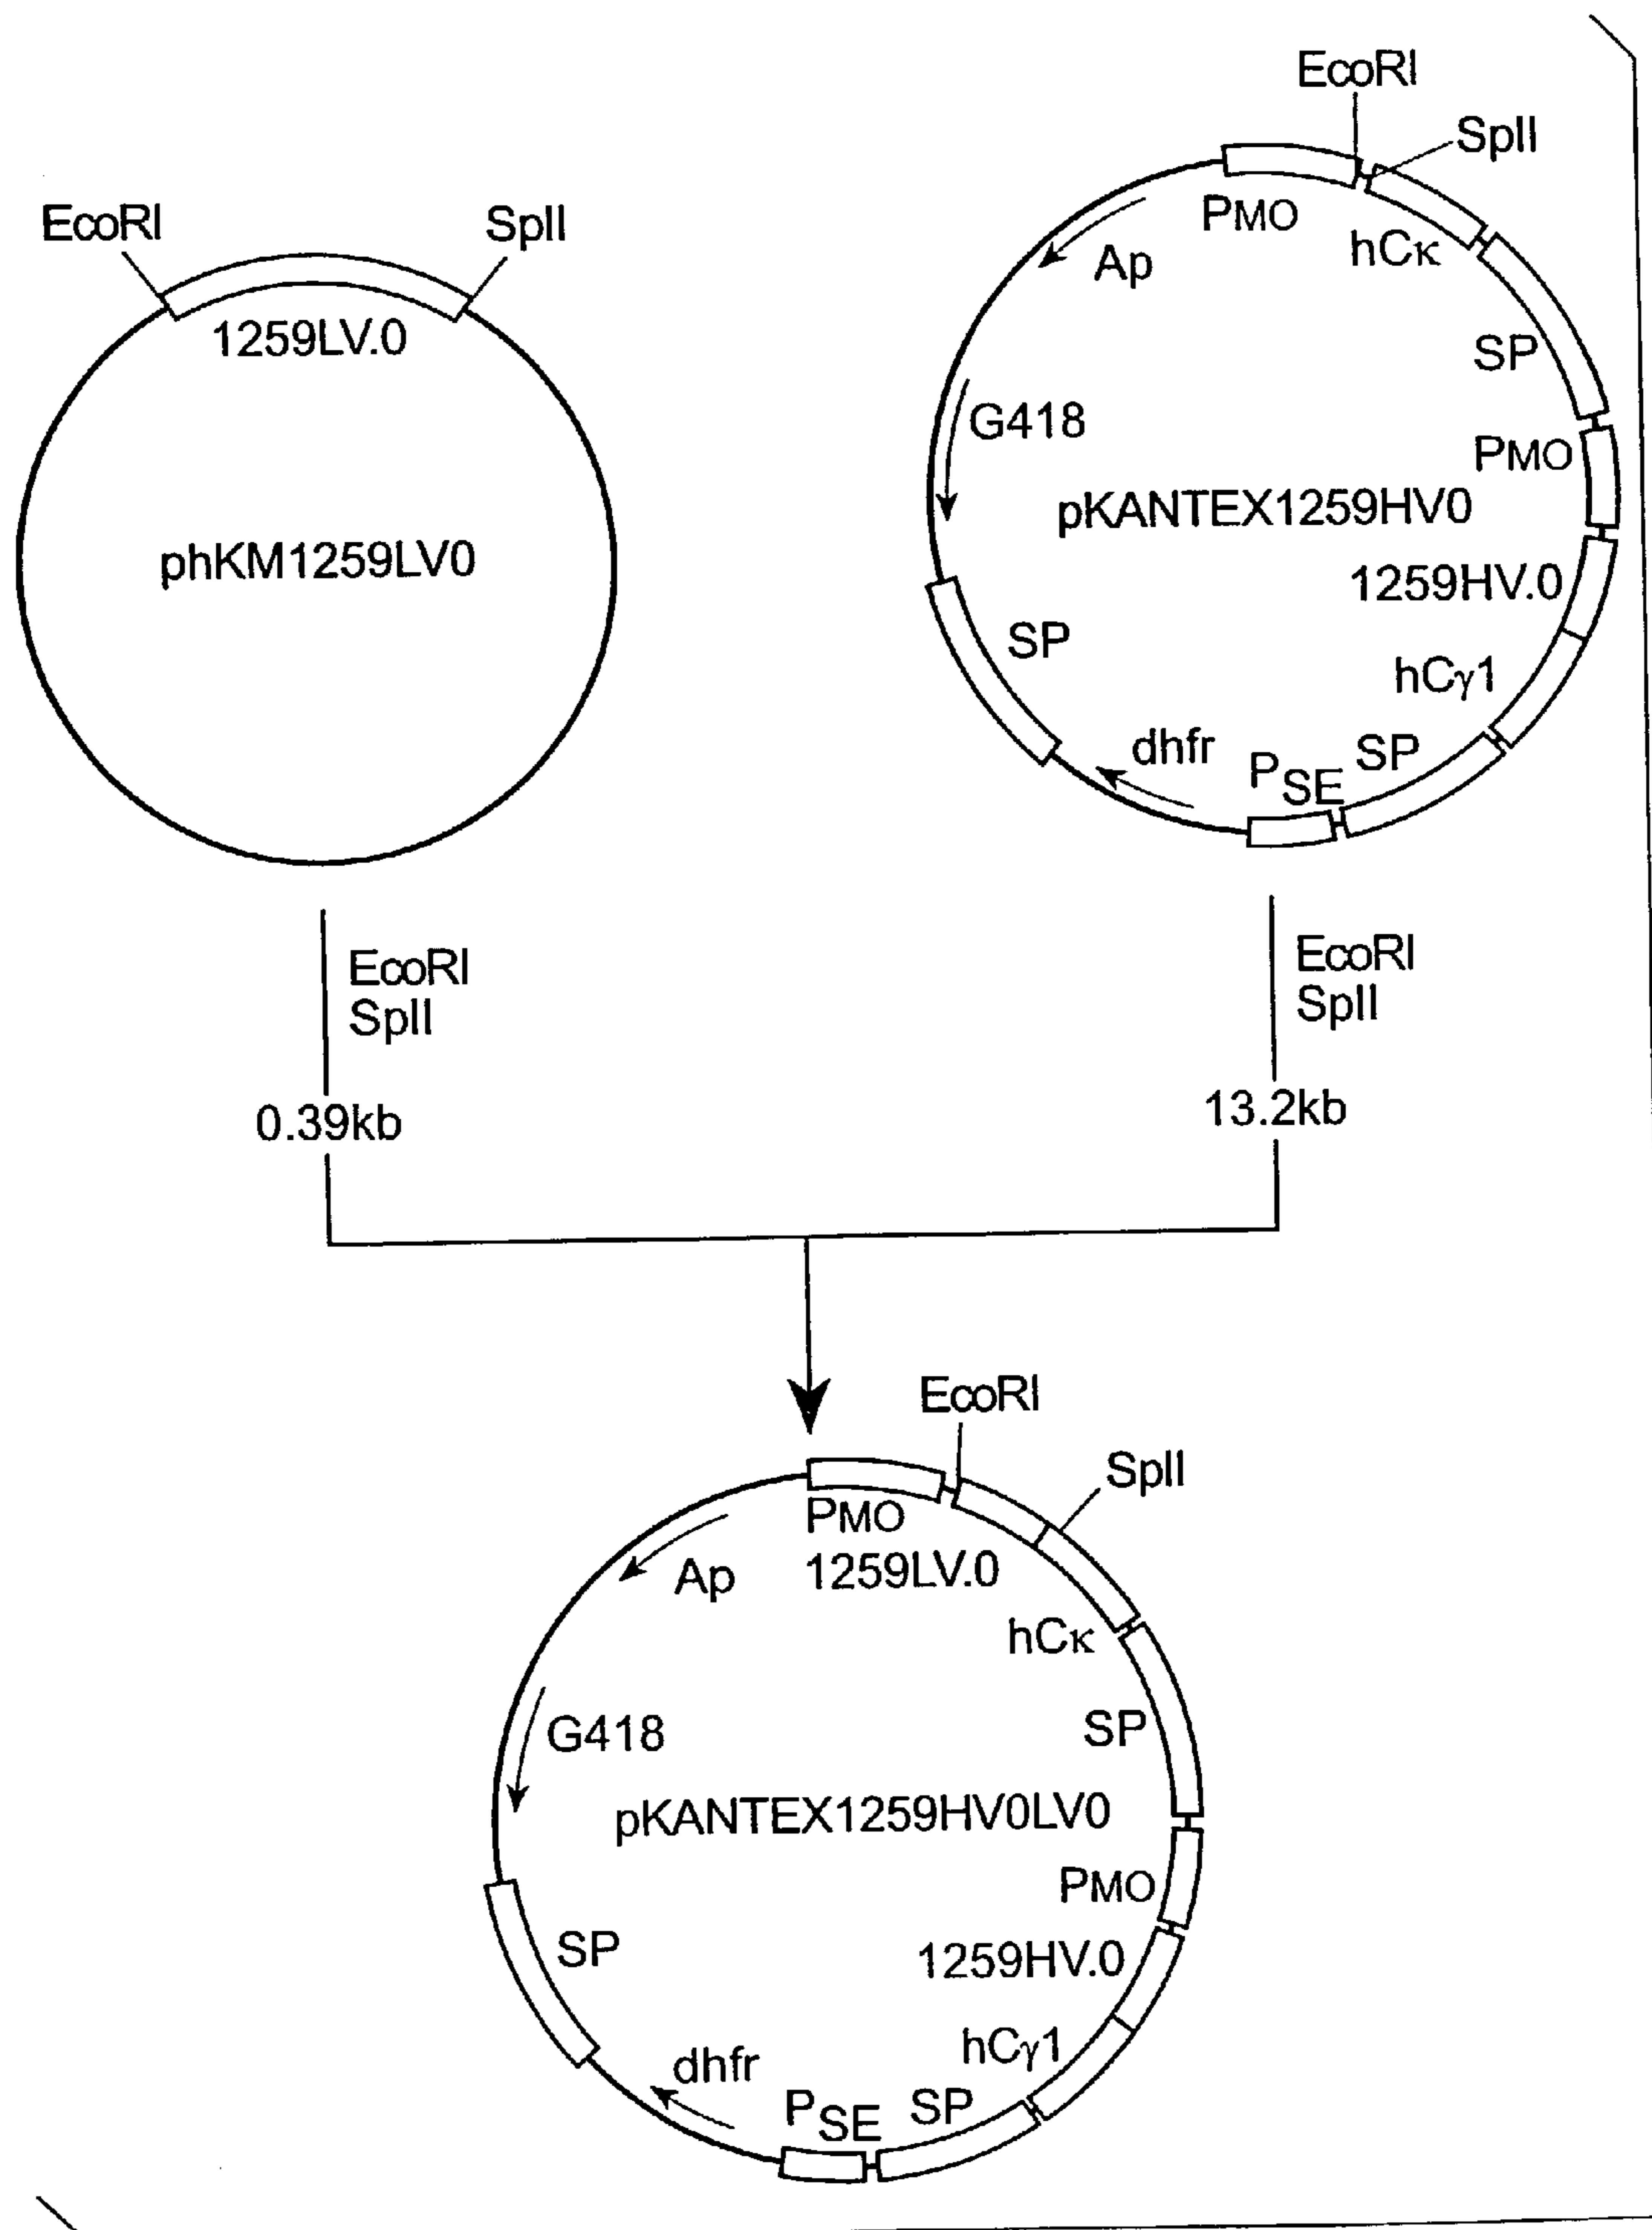 EcoRI
SplI
1259LV.0
phKM1259LV0
EcoRI
SplI
PMO
hCκ
Ap
SP
G418
PMO
pKANTEX1259HV0
1259HV.0
SP
hCγ1
dhfr
PSE
SP
EcoRI
SplI
0.39kb
EcoRI
SplI
13.2kb
EcoRI
SplI
PMO
1259LV.0
Ap
hCκ
SP
G418
pKANTEX1259HV0LV0
PMO
1259HV.0
SP
hCγ1
dhfr
PSE
SP